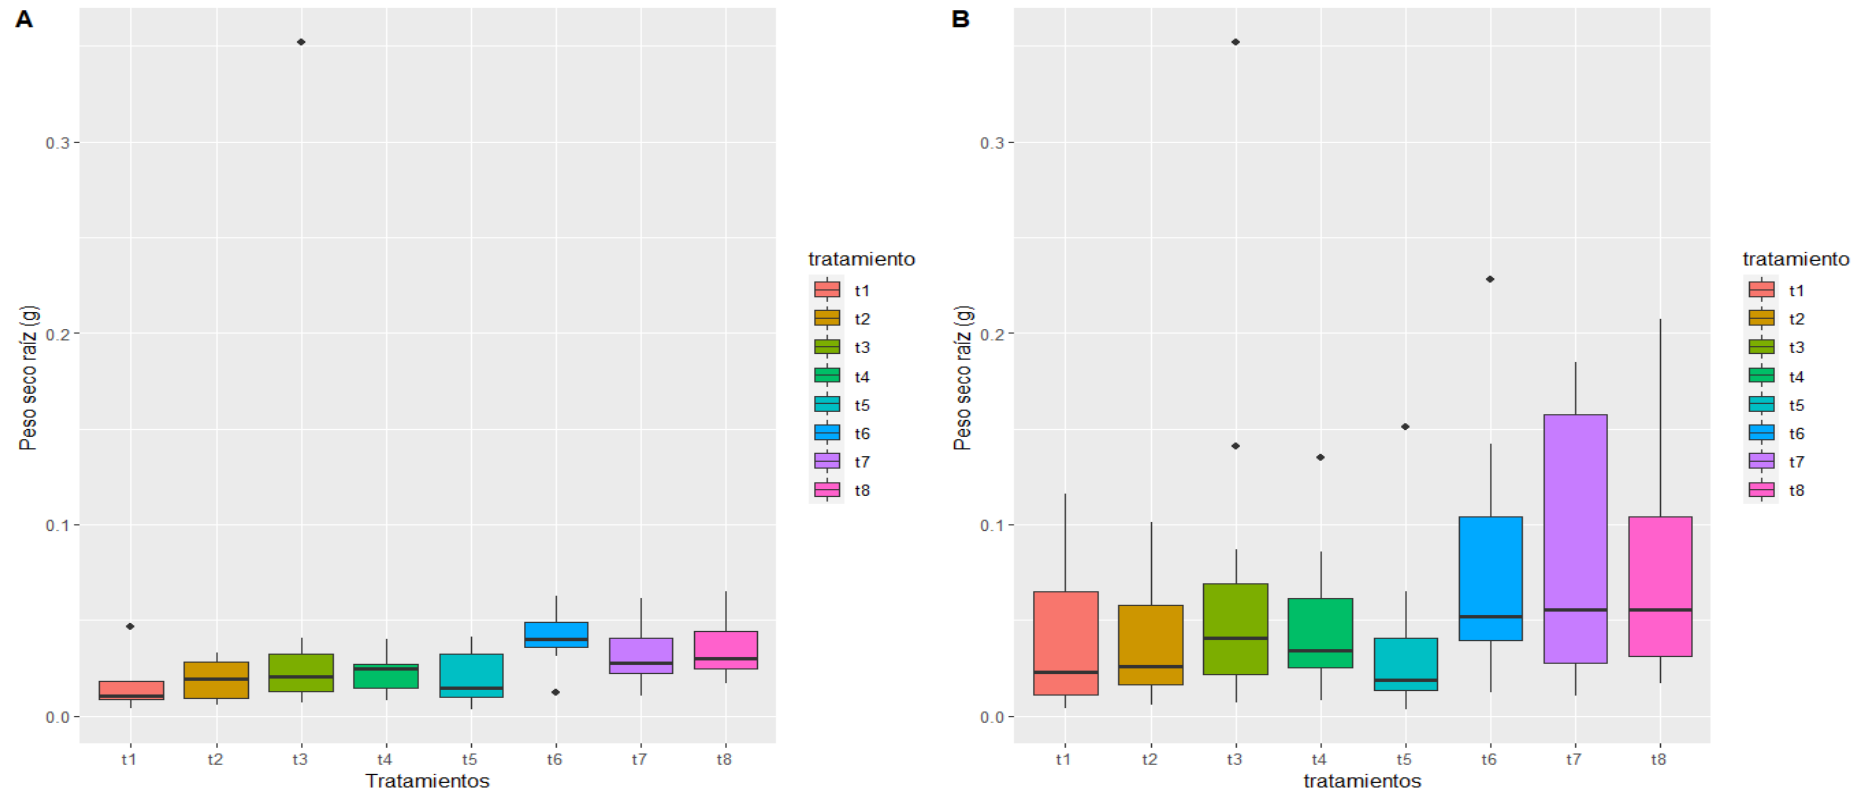 A
Peso seco raíz (g)
0.3
0.2
0.1
0.0
t1 t2 t3 t4 t5 t6 t7 t8
Tratamientos
tratamiento
t1
t2
t3
t4
t5
t6
t7
t8
B
Peso seco raíz (g)
0.3
0.2
0.1
0.0
t1 t2 t3 t4 t5 t6 t7 t8
tratamientos
tratamiento
t1
t2
t3
t4
t5
t6
t7
t8